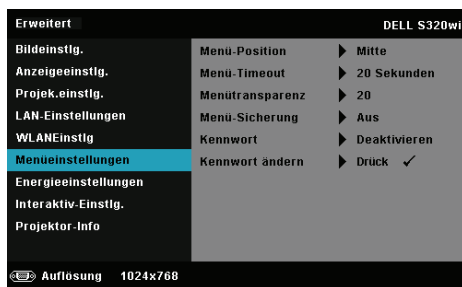 Erweitert DELL S320wi
Bildeinstlg. Menü-Position Mitte
Anzeigeeinstlg. Menü-Timeout 20 Sekunden
Projek.einstlg. Menütransparenz 20
LAN-Einstellungen Menü-Sicherung Aus
WLANEinstlg Kennwort Deaktivieren
Menüeinstellungen Kennwort ändern Drück ✓
Energieeinstellungen
Interaktiv-Einstlg.
Projektor-Info
Auflösung 1024x768